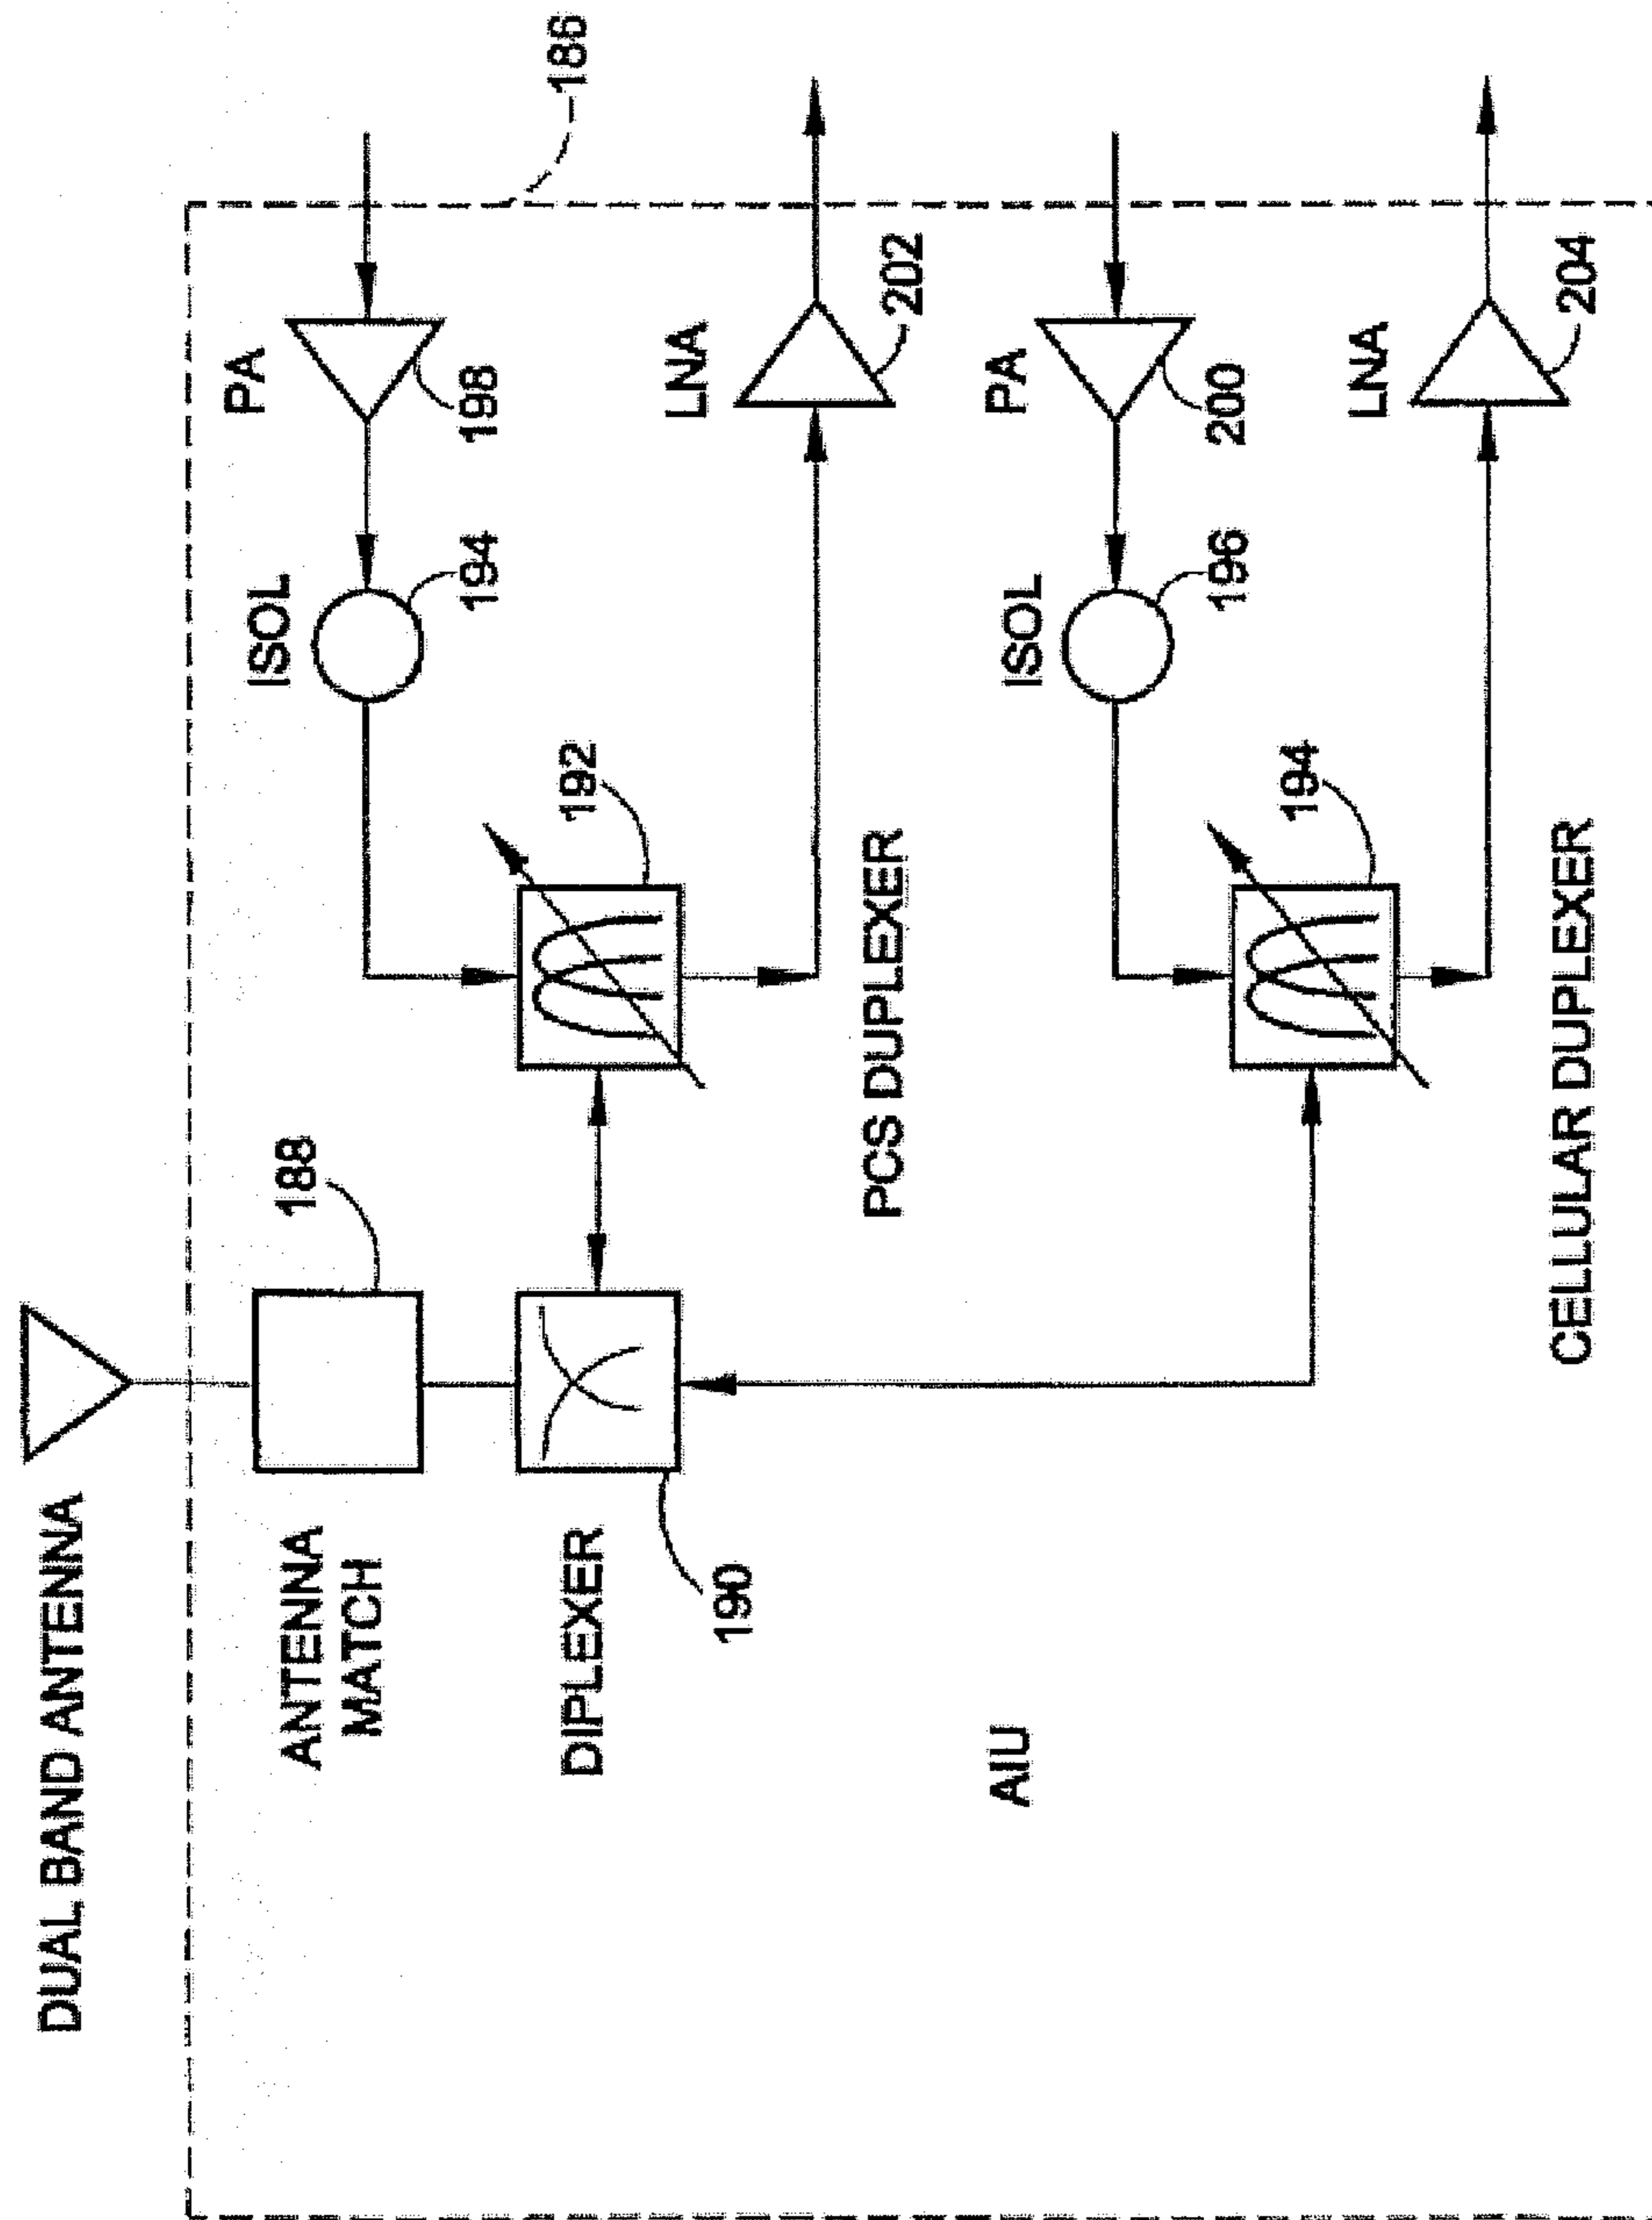 DUAL BAND ANTENNA
ANTENNA
MATCH
188
ISOL
PA
194
198
186
DIPLEXER
190
192
LNA
202
PCS DUPLEXER
AIU
ISOL
PA
196
200
194
LNA
204
CELLULAR DUPLEXER